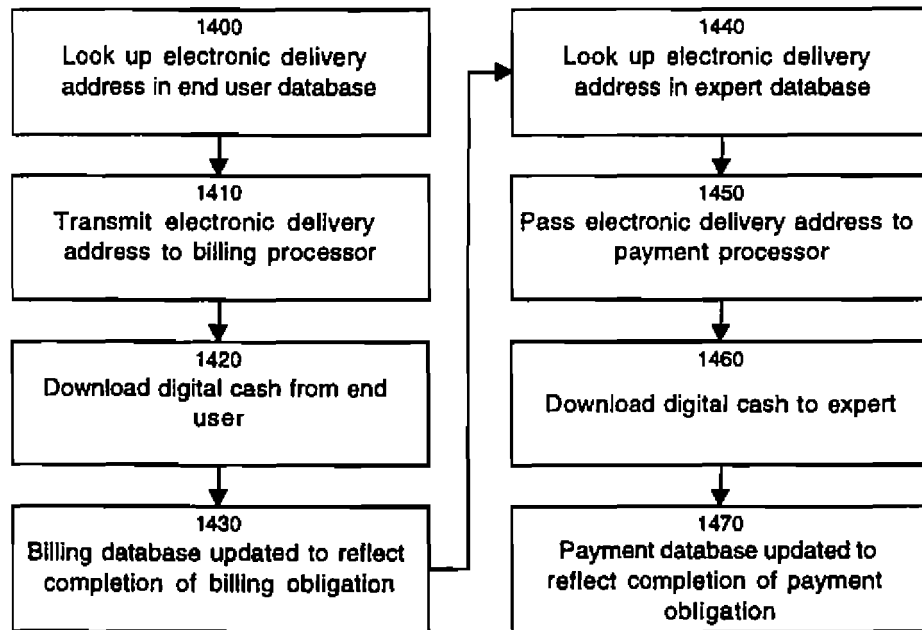 1400
Look up electronic delivery
address in end user database
1410
Transmit electronic delivery
address to billing processor
1420
Download digital cash from end
user
1430
Billing database updated to reflect
completion of billing obligation
1440
Look up electronic delivery
address in expert database
1450
Pass electronic delivery address to
payment processor
1460
Download digital cash to expert
1470
Payment database updated to
reflect completion of payment
obligation